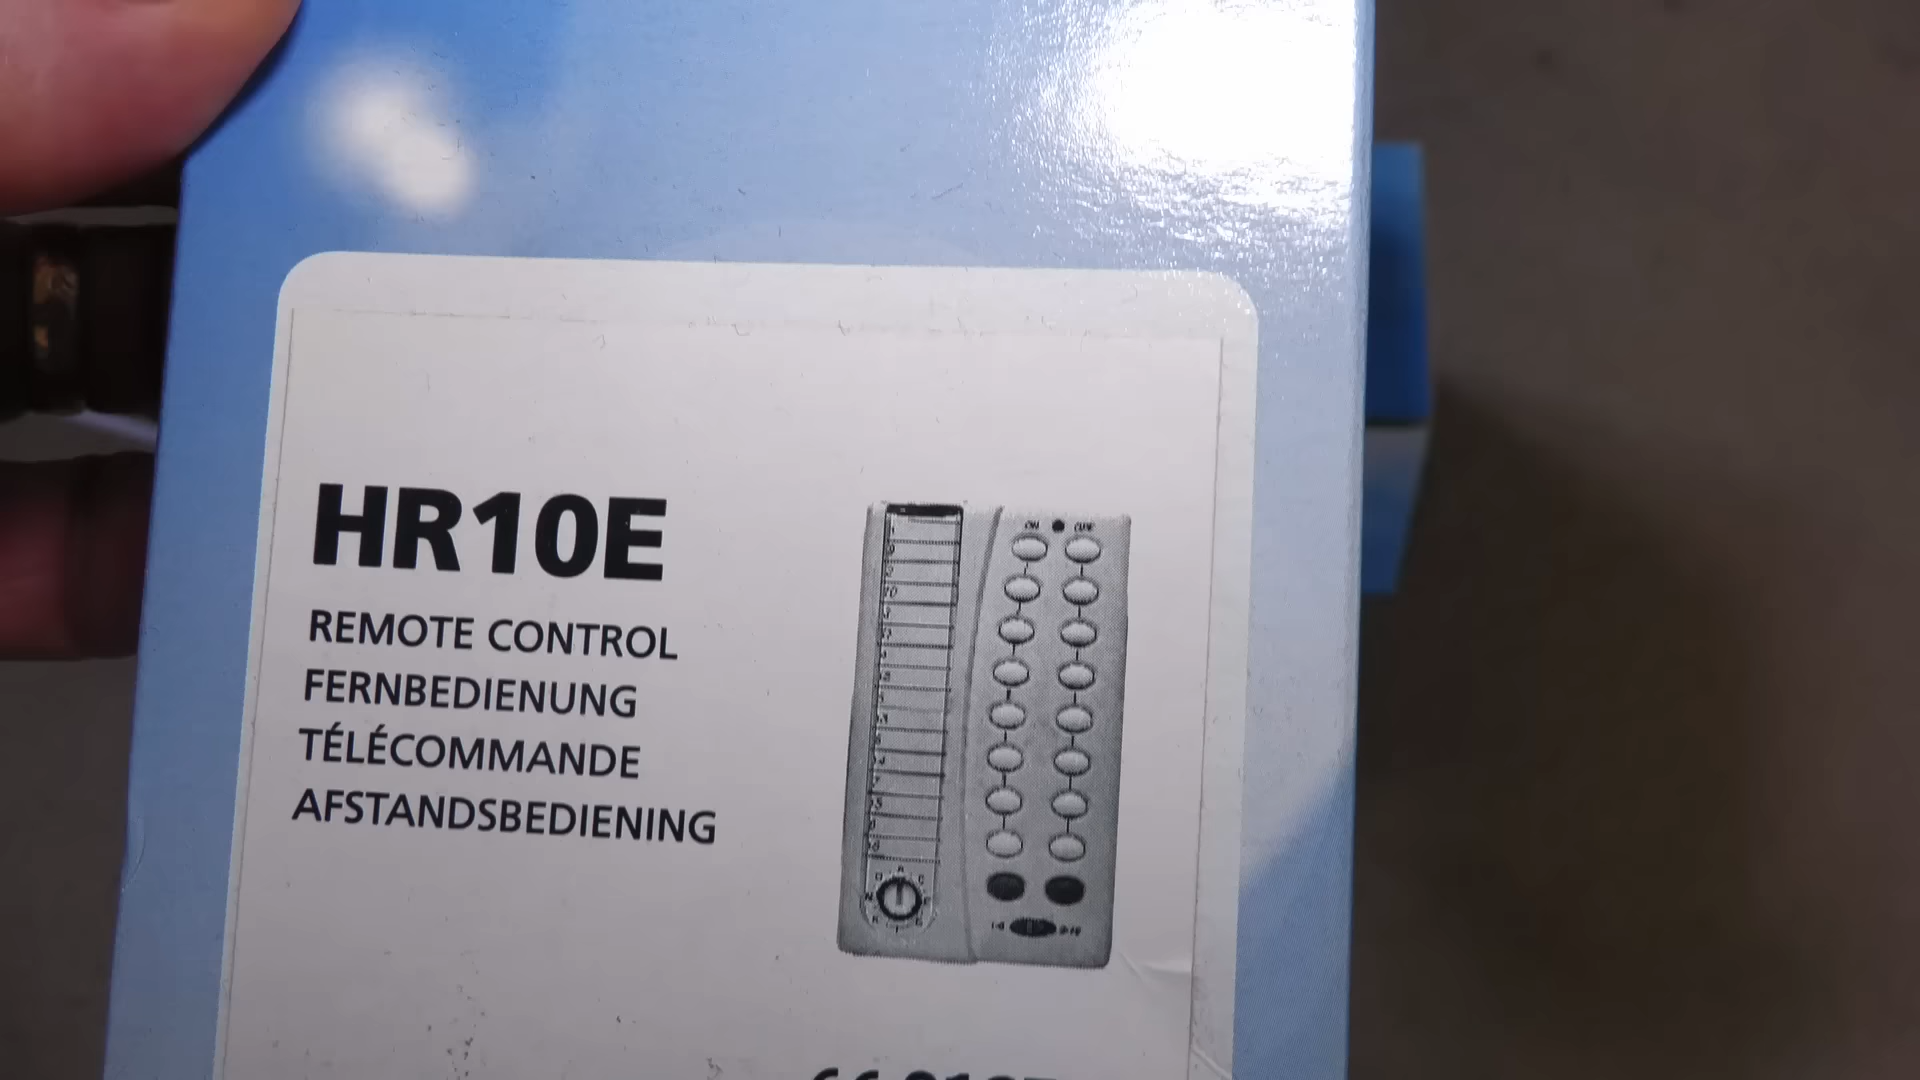 HR10E
REMOTE CONTROL
FERNBEDIENUNG
TÉLÉCOMMANDE
AFSTANDSBEDIENING